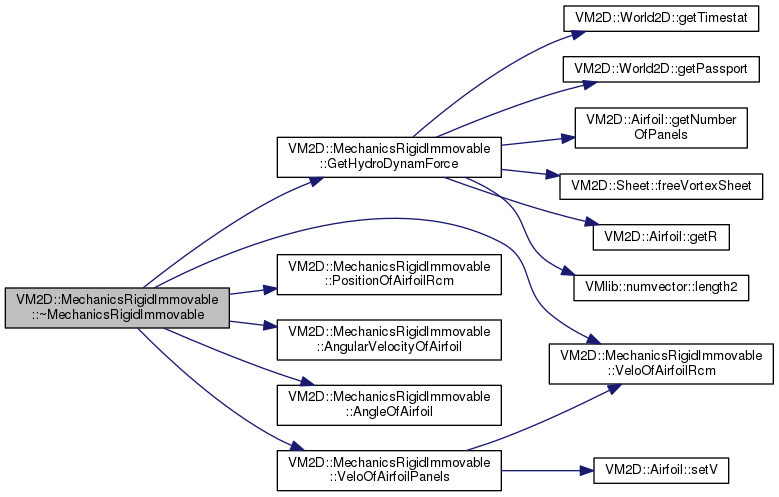 VM2D::MechanicsRigidImmovable
::~MechanicsRigidImmovable
VM2D::MechanicsRigidImmovable
::GetHydroDynamForce
VM2D::MechanicsRigidImmovable
::PositionOfAirfoilRcm
VM2D::MechanicsRigidImmovable
::AngularVelocityOfAirfoil
VM2D::MechanicsRigidImmovable
::AngleOfAirfoil
VM2D::MechanicsRigidImmovable
::VeloOfAirfoilPanels
VM2D::World2D::getTimestat
VM2D::World2D::getPassport
VM2D::Airfoil::getNumber
OfPanels
VM2D::Sheet::freeVortexSheet
VM2D::Airfoil::getR
VMlib::numvector::length2
VM2D::MechanicsRigidImmovable
::VeloOfAirfoilRcm
VM2D::Airfoil::setV